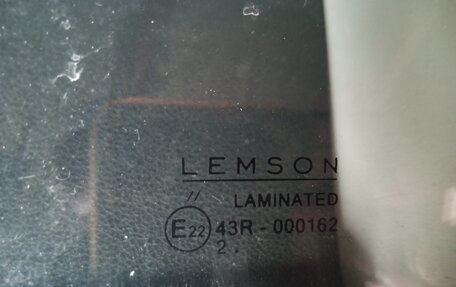 LEMSON
// LAMINATED
E22 43R - 000162
2